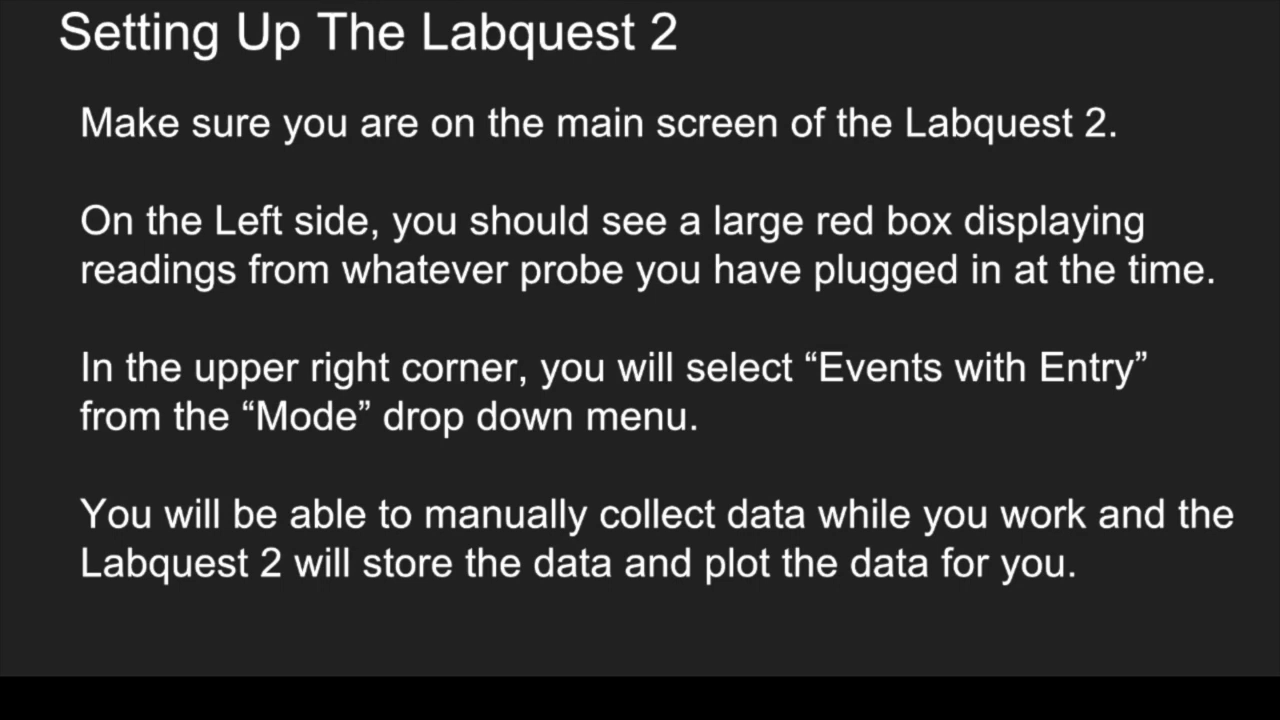 Setting Up The Labquest 2
Make sure you are on the main screen of the Labquest 2.
On the Left side, you should see a large red box displaying
readings from whatever probe you have plugged in at the time.
In the upper right corner, you will select “Events with Entry”
from the “Mode” drop down menu.
You will be able to manually collect data while you work and the
Labquest 2 will store the data and plot the data for you.